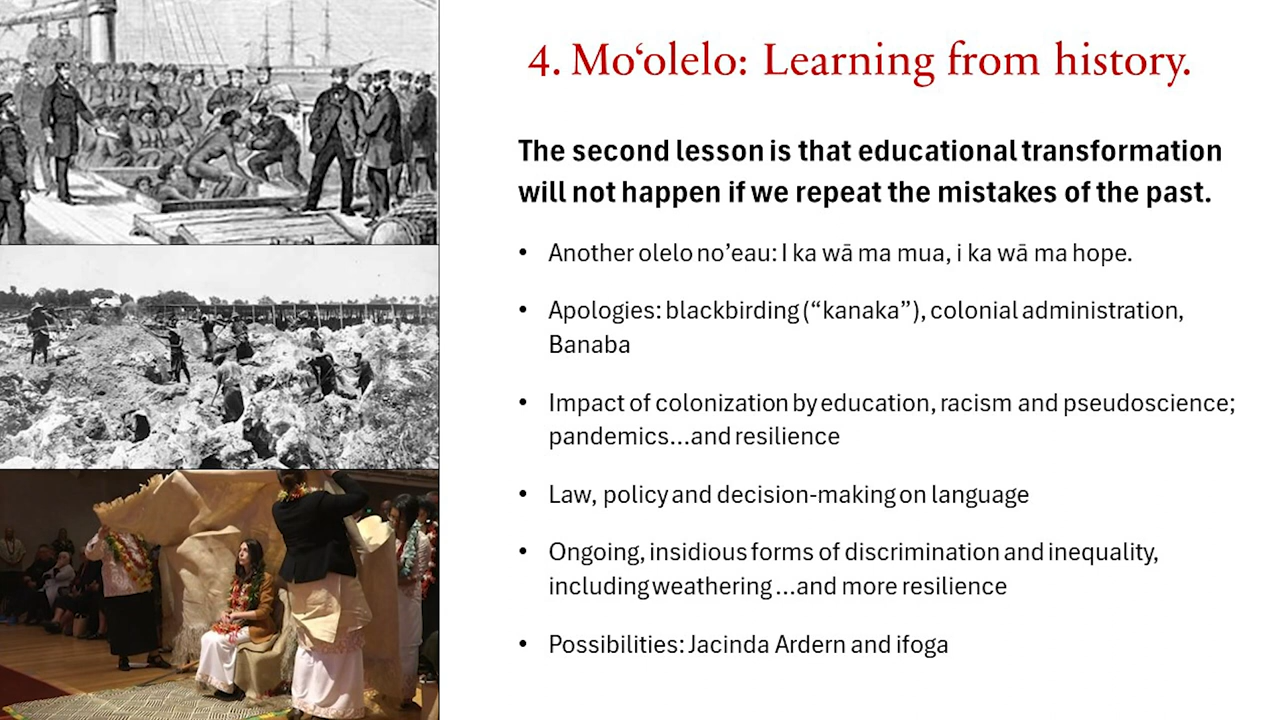 4. Mo‘olelo: Learning from history.
The second lesson is that educational transformation
will not happen if we repeat the mistakes of the past.
• Another olelo no’eau: I ka wā ma mua, i ka wā ma hope.
• Apologies: blackbirding (“kanaka”), colonial administration,
Banaba
• Impact of colonization by education, racism and pseudoscience;
pandemics…and resilience
• Law, policy and decision-making on language
• Ongoing, insidious forms of discrimination and inequality,
including weathering …and more resilience
• Possibilities: Jacinda Ardern and ifoga